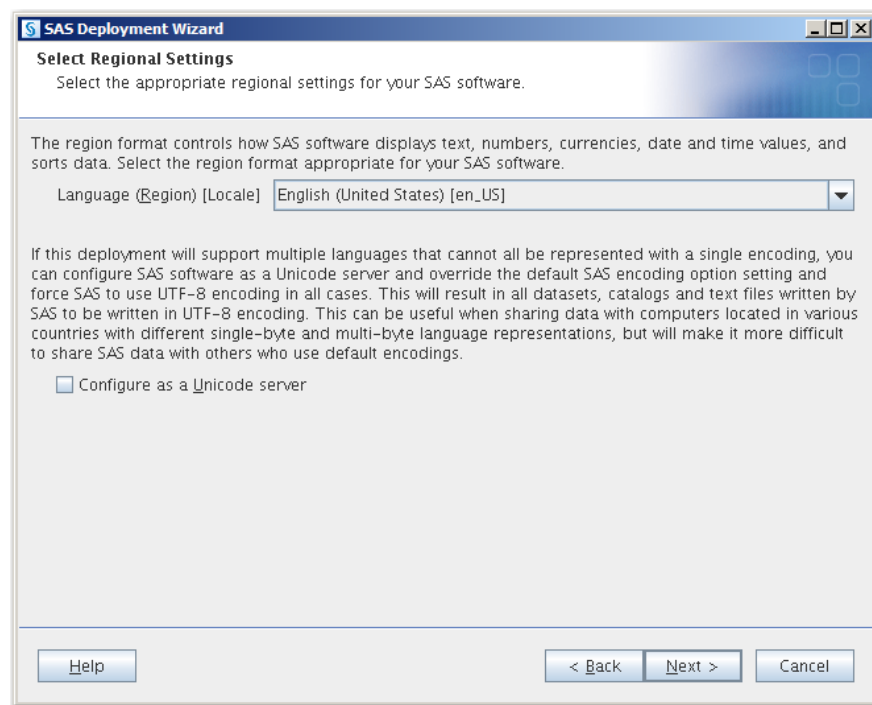 SAS Deployment Wizard
Select Regional Settings
Select the appropriate regional settings for your SAS software.
The region format controls how SAS software displays text, numbers, currencies, date and time values, and
sorts data. Select the region format appropriate for your SAS software.
Language (Region) [Locale] English (United States) [en_US]
If this deployment will support multiple languages that cannot all be represented with a single encoding, you
can configure SAS software as a Unicode server and override the default SAS encoding option setting and
force SAS to use UTF-8 encoding in all cases. This will result in all datasets, catalogs and text files written by
SAS to be written in UTF-8 encoding. This can be useful when sharing data with computers located in various
countries with different single-byte and multi-byte language representations, but will make it more difficult
to share SAS data with others who use default encodings.
Configure as a Unicode server
Help < Back Next > Cancel